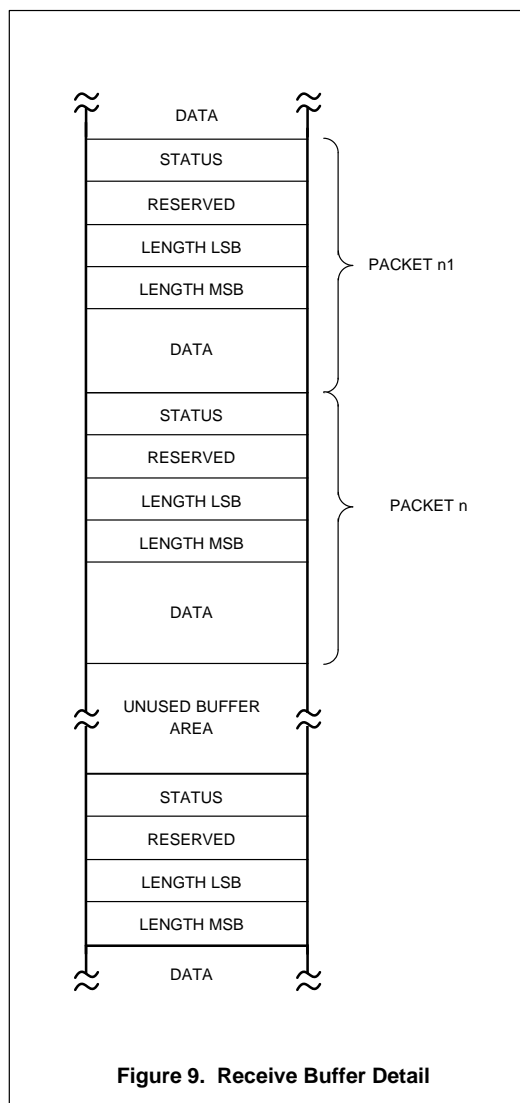 DATA
STATUS
RESERVED
LENGTH LSB
LENGTH MSB
DATA
PACKET n1
STATUS
RESERVED
LENGTH LSB
LENGTH MSB
DATA
PACKET n
UNUSED BUFFER
AREA
STATUS
RESERVED
LENGTH LSB
LENGTH MSB
DATA
Figure 9. Receive Buffer Detail